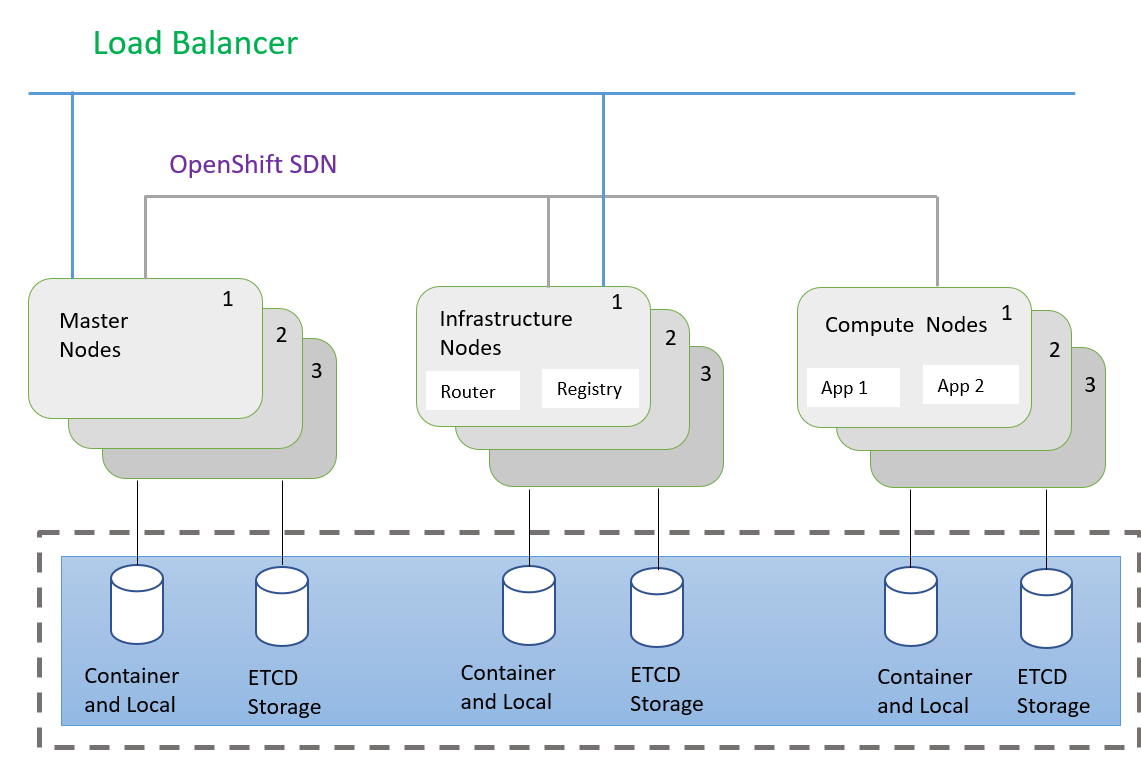 Load Balancer
OpenShift SDN
Master
Nodes
1
2
3
Infrastructure
Nodes
1
2
3
Router
Registry
Compute Nodes
1
2
3
App 1
App 2
Container
and Local
ETCD
Storage
Container
and Local
ETCD
Storage
Container
and Local
ETCD
Storage